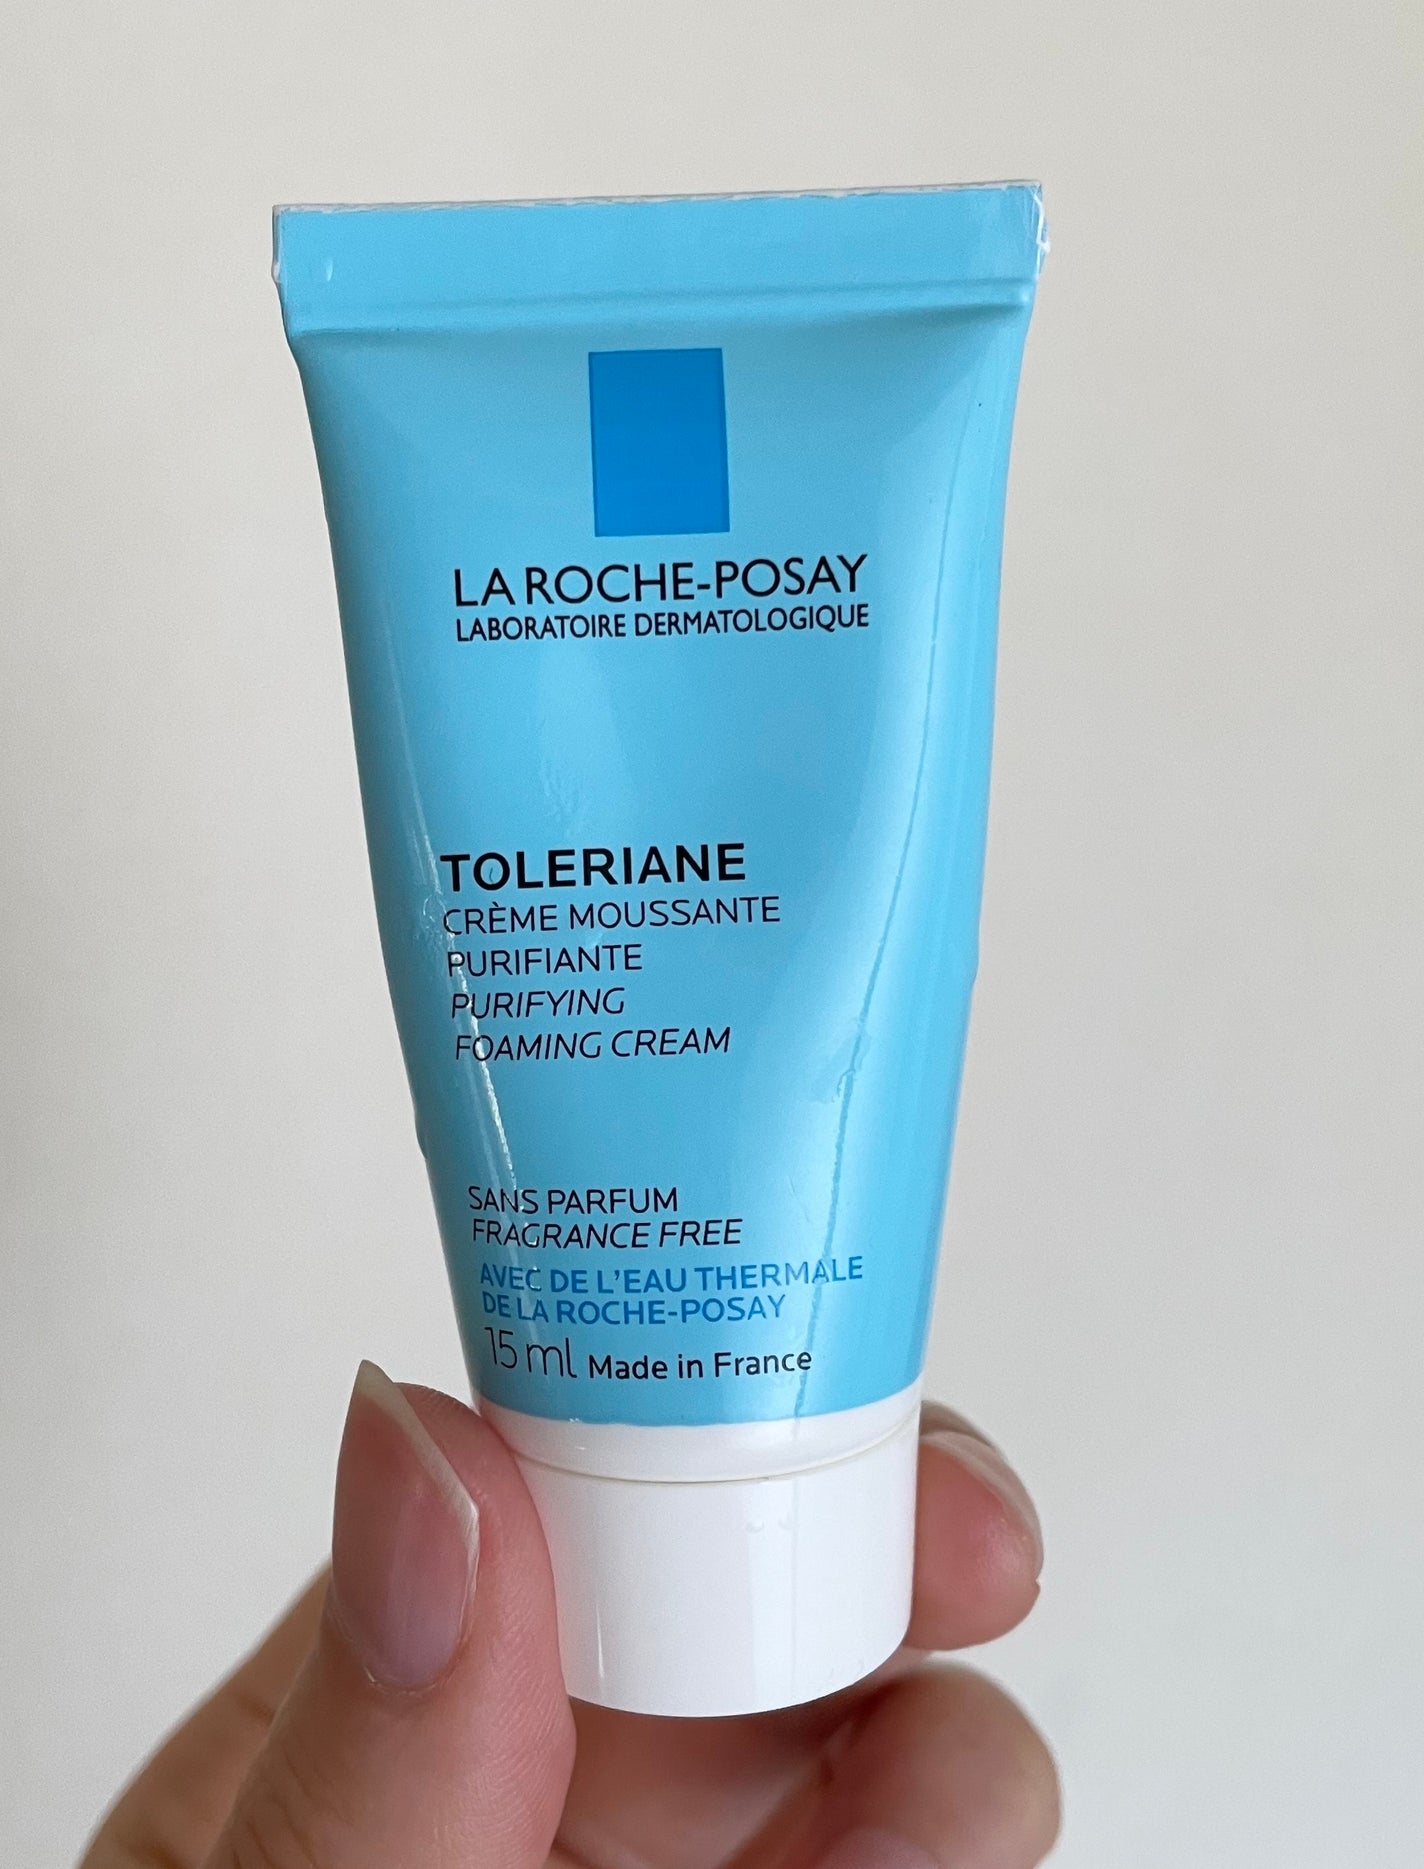 LA ROCHE-POSAY
LABORATOIRE DERMATOLOGIQUE
TOLERIANE
CRÈME MOUSSANTE
PURIFIANTE
PURIFYING
FOAMING CREAM
SANS PARFUM
FRAGRANCE FREE
AVEC DE L'EAU THERMALE
DE LA ROCHE-POSAY
15 ml Made in France